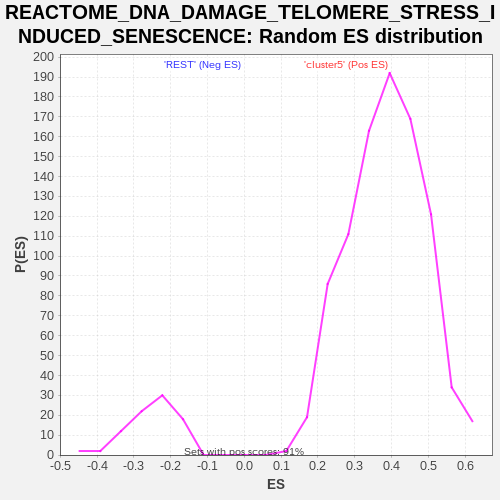 REACTOME_DNA_DAMAGE_TELOMERE_STRESS_I
NDUCED_SENESCENCE: Random ES distribution
'REST' (Neg ES)
'cluster5' (Pos ES)
200
190
180
170
160
150
140
130
120
110
100
90
80
70
60
50
40
30
20
10
0
P(ES)
Sets with pos scores: 91%
-0.5 -0.4 -0.3 -0.2 -0.1 0.0 0.1 0.2 0.3 0.4 0.5 0.6
ES